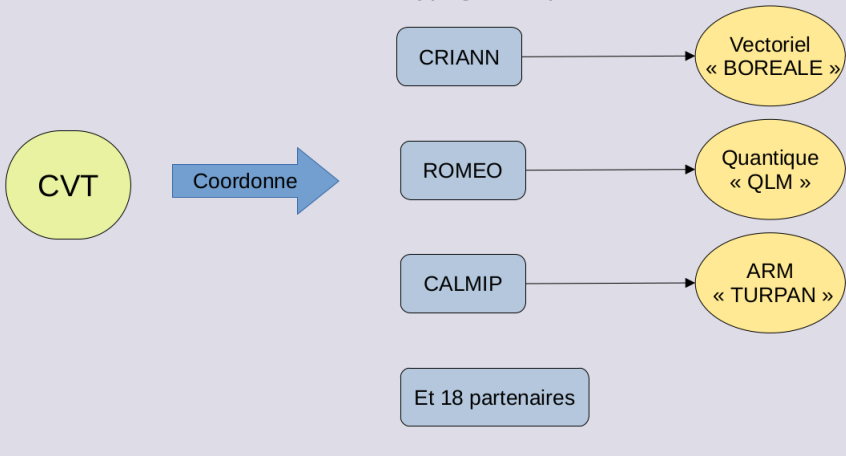 CRIANN
Vectoriel
« BOREALE »
CVT
Coordonne
ROMEO
Quantique
« QLM »
CALMIP
ARM
« TURPAN »
Et 18 partenaires